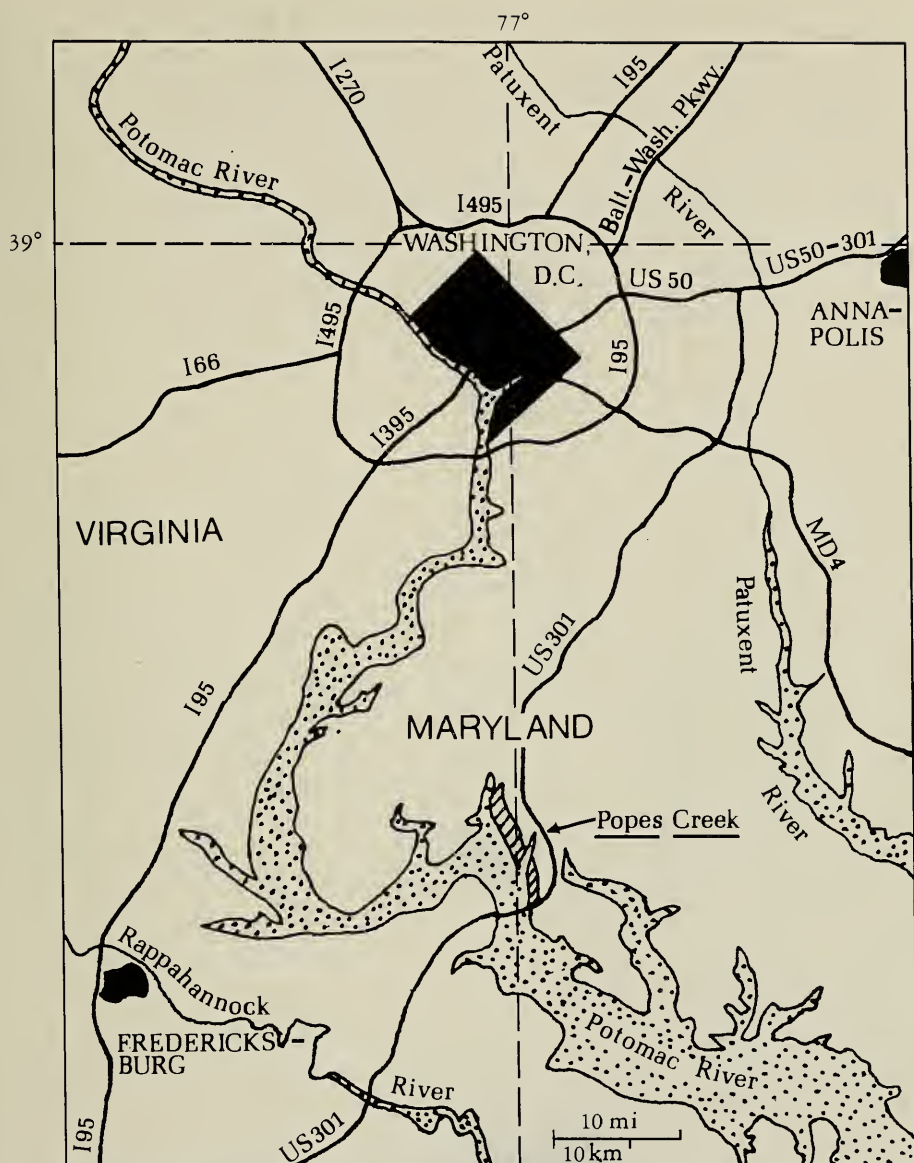 77°
I270
Patuxent
I95
Balt.-Wash. Pkwy.
Potomac River
I495
River
39°
WASHINGTON,
D.C.
US50-301
US 50
ANNA-
POLIS
I495
I95
I66
I395
VIRGINIA
MD4
Patuxent
US301
I95
MARYLAND
River
Popes Creek
Rappahannock
FREDERICKS-
BURG
Potomac River
River
I95
US301
10 mi
10 km